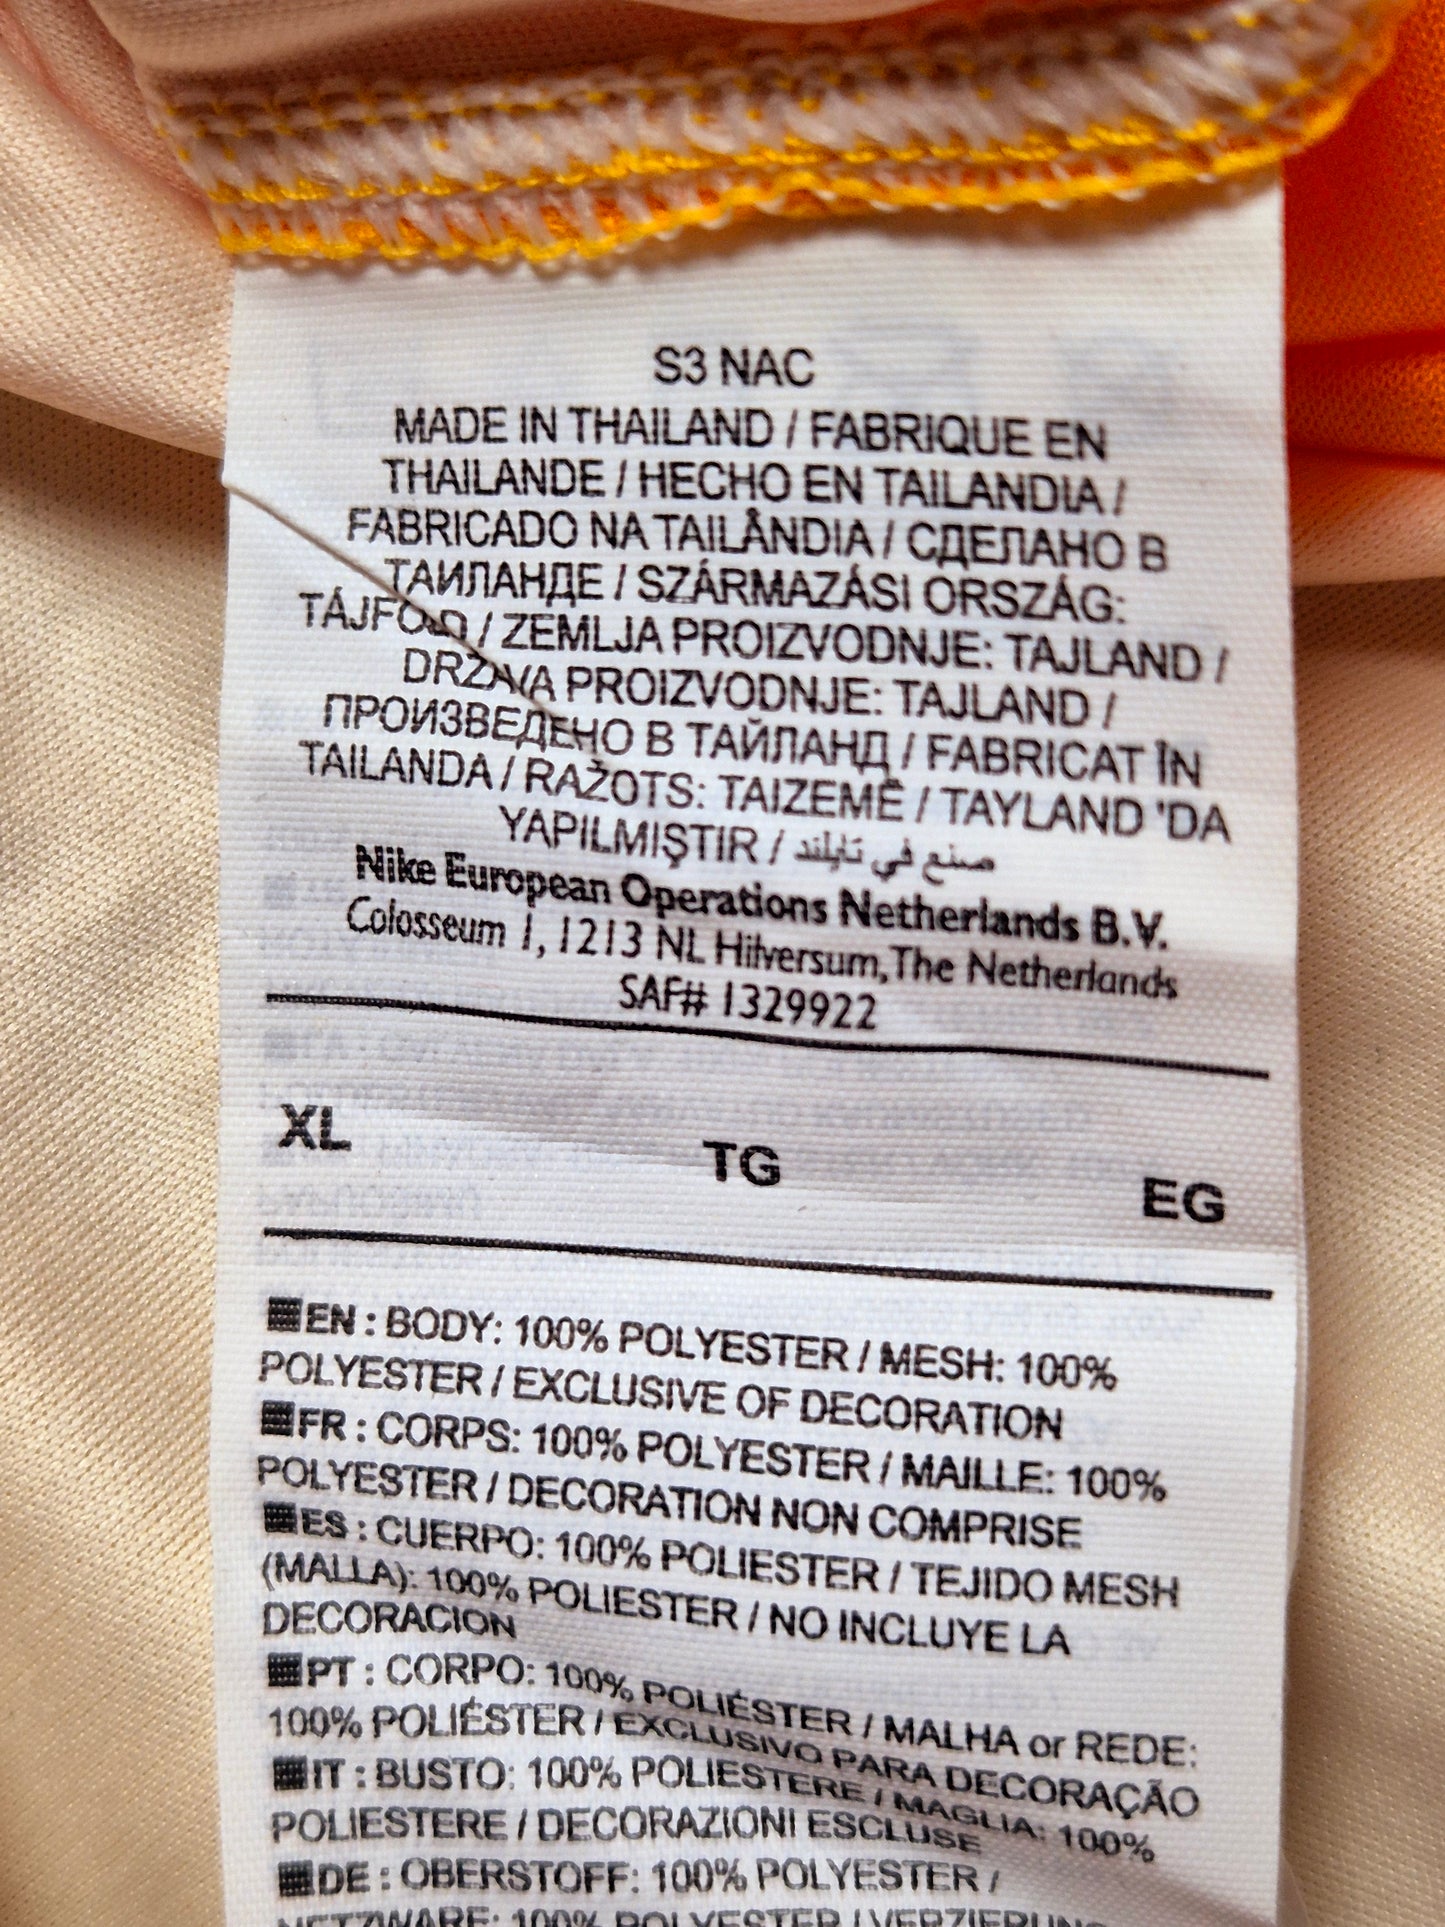 S3 NAC
MADE IN THAILAND / FABRIQUE EN
THAILANDE / HECHO EN TAILANDIA /
FABRICADO NA TAILÂNDIA / СДЕЛАНО В
ТАИЛАНДЕ / SZÁRMAZÁSI ORSZÁG:
TÁJFÖLD / ZEMLJA PROIZVODNJE: TAJLAND /
DRŽAVA PROIZVODNJE: TAJLAND /
ПРОИЗВЕДЕНО В ТАЙЛАНД / FABRICAT ÎN
TAILANDA / RAŽOTS: TAIZEMĒ / TAYLAND 'DA
YAPILMIŞTIR / صنع في تايلند
Nike European Operations Netherlands B.V.
Colosseum 1, 1213 NL Hilversum, The Netherlands
SAF# 1329922
XL TG EG
EN : BODY: 100% POLYESTER / MESH: 100%
POLYESTER / EXCLUSIVE OF DECORATION
FR : CORPS: 100% POLYESTER / MAILLE: 100%
POLYESTER / DECORATION NON COMPRISE
ES : CUERPO: 100% POLIESTER / TEJIDO MESH
(MALLA): 100% POLIESTER / NO INCLUYE LA
DECORACION
PT : CORPO: 100% POLIÉSTER / MALHA or REDE:
100% POLIÉSTER / EXCLUSIVO PARA DECORAÇÃO
IT : BUSTO: 100% POLIESTERE / MAGLIA: 100%
POLIESTERE / DECORAZIONI ESCLUSE
DE : OBERSTOFF: 100% POLYESTER /
NETZWARE: 100% POLYESTER /